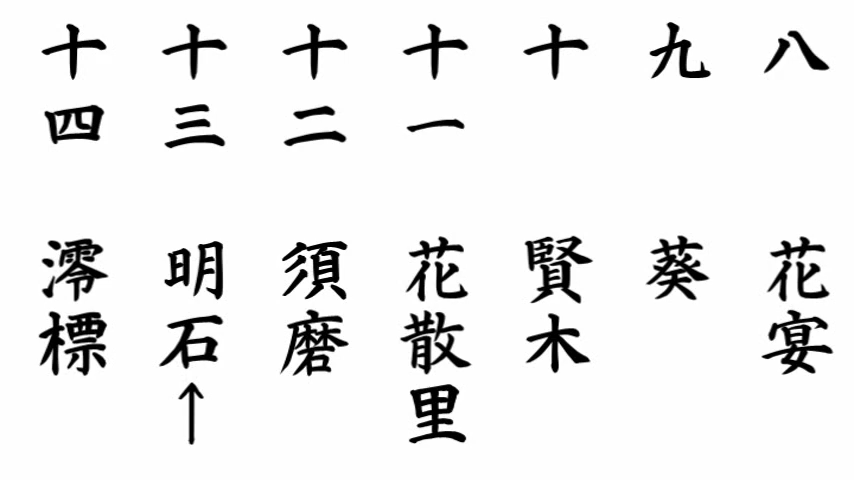 八 花宴
九 葵
十 賢木
十一 花散里
十二 須磨
十三 明石↑
十四 澪標